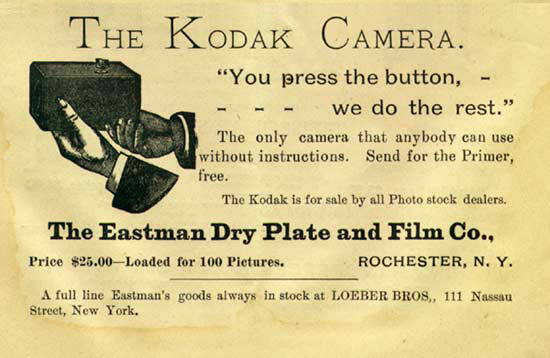 THE KODAK CAMERA.
"You press the button, -
- - - we do the rest."
The only camera that anybody can use
without instructions. Send for the Primer,
free.
The Kodak is for sale by all Photo stock dealers.
The Eastman Dry Plate and Film Co.,
Price $25.00—Loaded for 100 Pictures. ROCHESTER, N. Y.
A full line Eastman's goods always in stock at LOEBER BROS,, 111 Nassau
Street, New York.